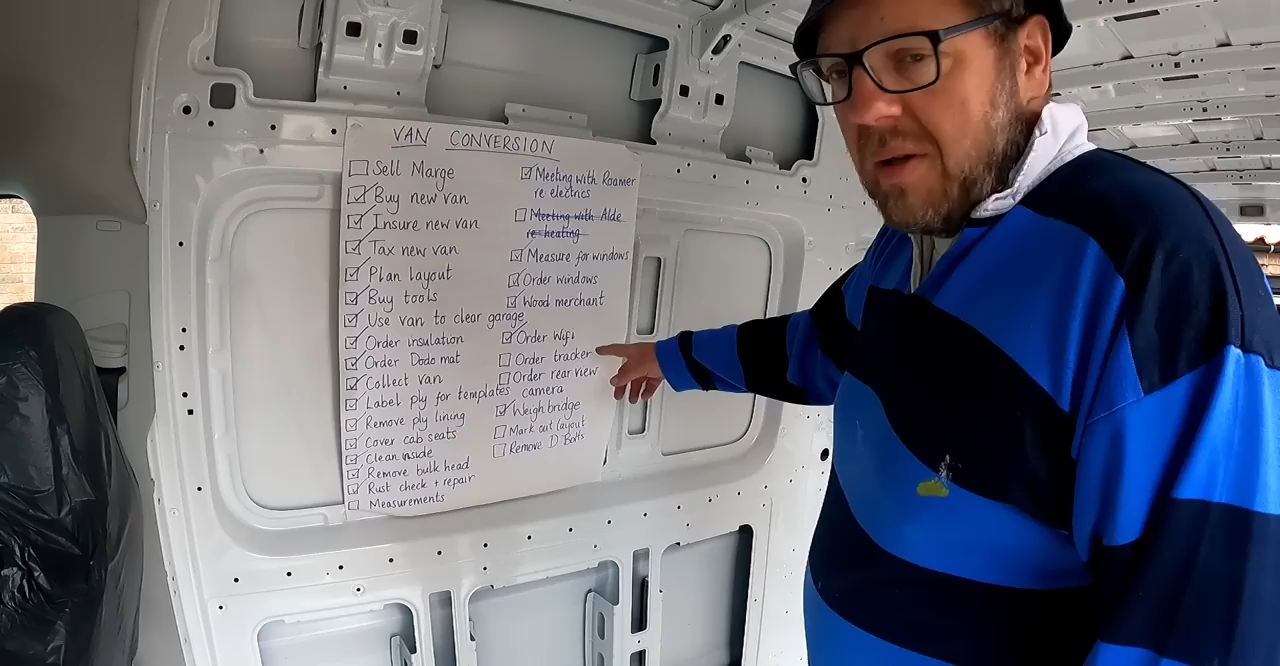 VAN CONVERSION
Sell Marge
Buy new van
Insure new van
Tax new van
Plan layout
Buy tools
Use van to clear garage
Order insulation
Order Dodo mat
Collect van
Label ply for templates
Remove ply lining
Cover cab seats
Clean inside
Remove bulk head
Rust check + repair
Measurements
Meeting with Roamer
re electrics
Meeting with Alde
re heating
Measure for windows
Order windows
Wood merchant
Order Wifi
Order tracker
Order rear view
camera
Weigh bridge
Mark out layout
Remove D Bolts